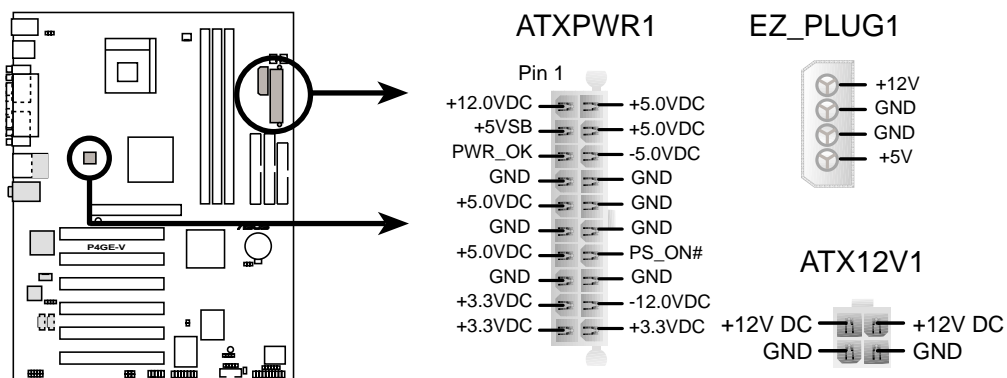 ATXPWR1
EZ_PLUG1
Pin 1
+12.0VDC +5.0VDC
+5VSB +5.0VDC
PWR_OK -5.0VDC
GND GND
+5.0VDC GND
GND GND
+5.0VDC PS_ON#
GND GND
+3.3VDC -12.0VDC
+3.3VDC +3.3VDC
+12V
GND
GND
+5V
ATX12V1
+12V DC +12V DC
GND GND
P4GE-V